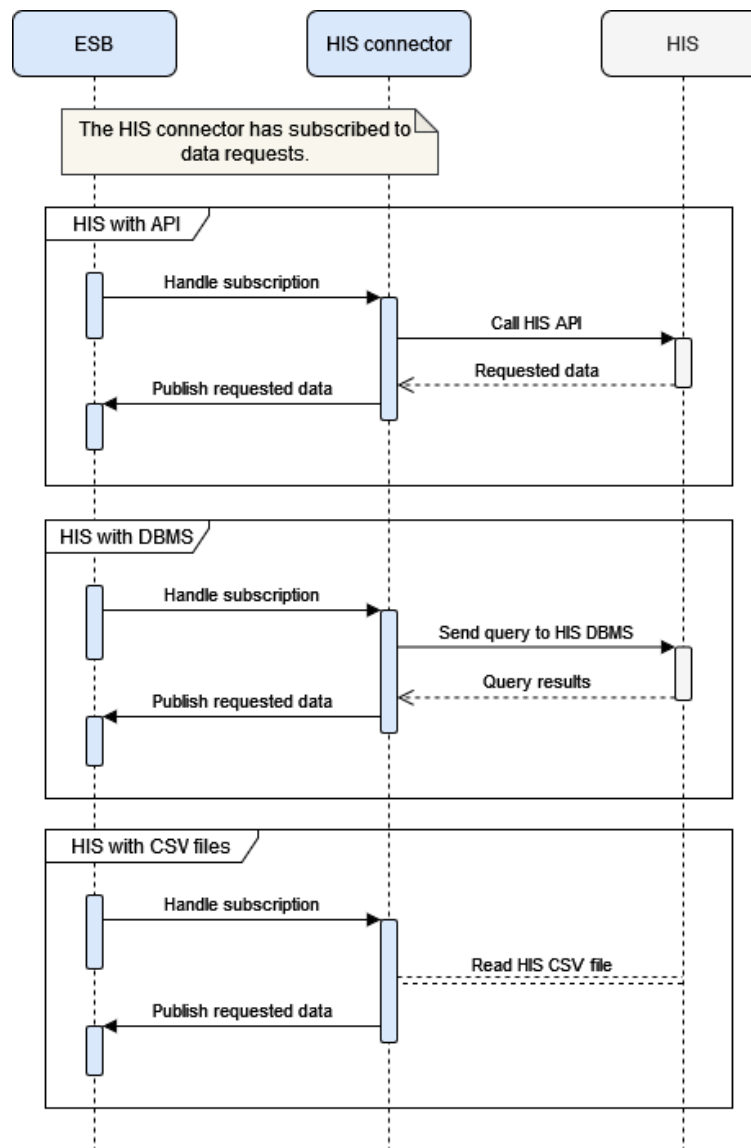 ESB
HIS connector
HIS
The HIS connector has subscribed to
data requests.
HIS with API
Handle subscription
Call HIS API
Requested data
Publish requested data
HIS with DBMS
Handle subscription
Send query to HIS DBMS
Query results
Publish requested data
HIS with CSV files
Handle subscription
Read HIS CSV file
Publish requested data